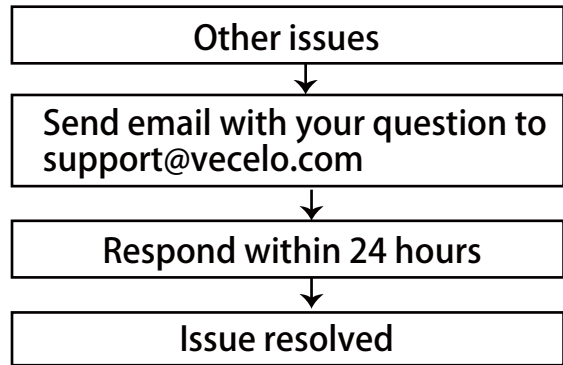 Other issues
Send email with your question to
support@vecelo.com
Respond within 24 hours
Issue resolved